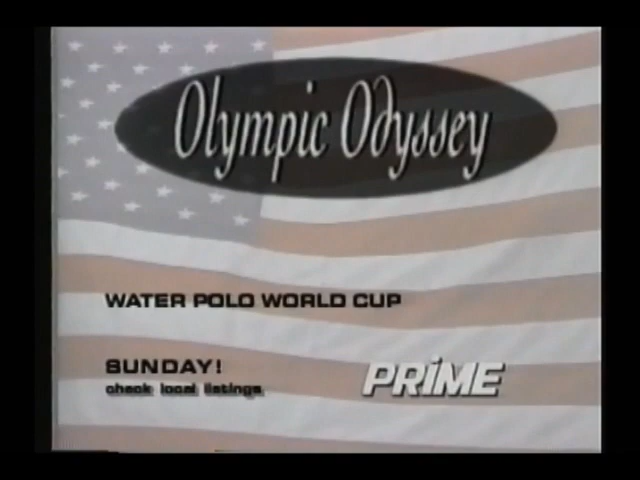 Olympic Odyssey
WATER POLO WORLD CUP
SUNDAY!
check local listings
PRiME